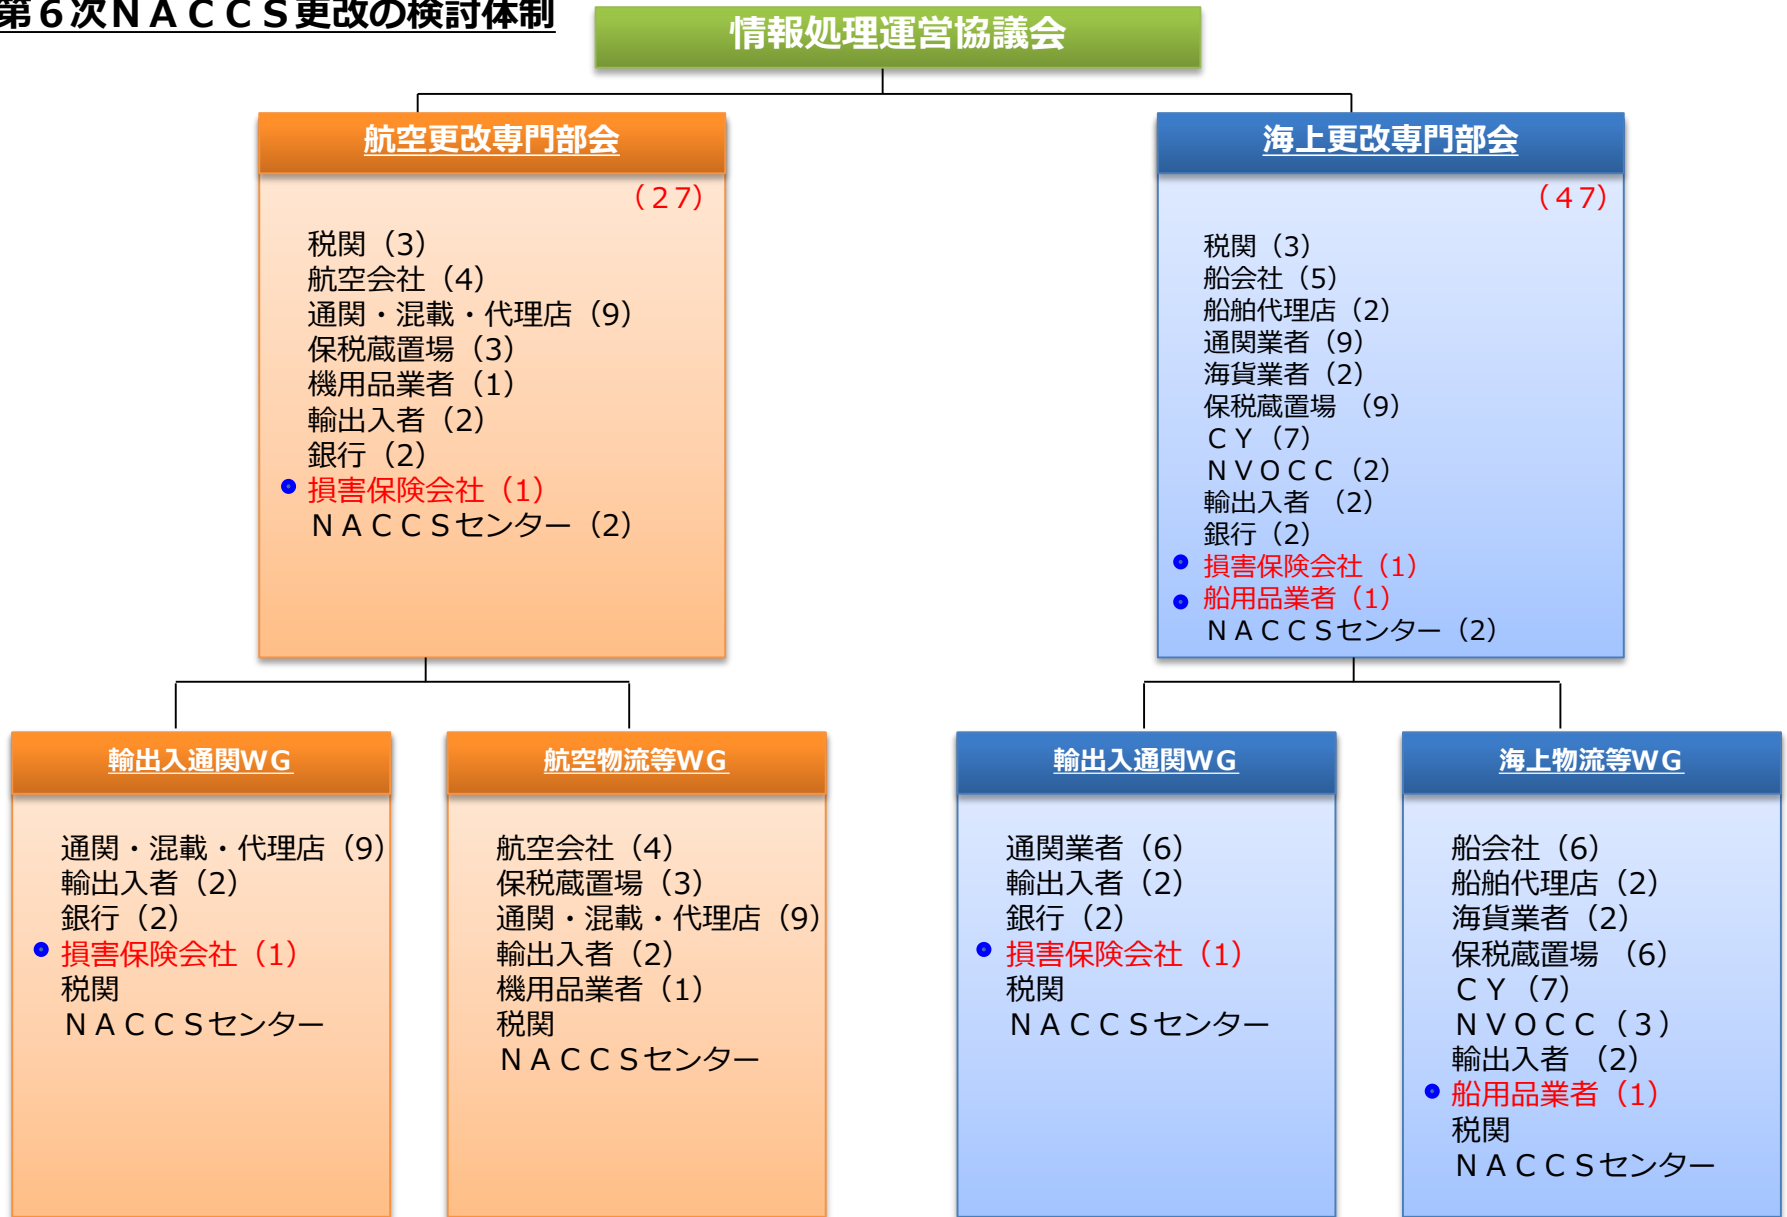 第６次ＮＡＣＣＳ更改の検討体制
情報処理運営協議会
航空更改専門部会
（２７）
税関（3）
航空会社（4）
通関・混載・代理店（9）
保税蔵置場（3）
機用品業者（1）
輸出入者（2）
銀行（2）
損害保険会社（1）
ＮＡＣＣＳセンター（2）
海上更改専門部会
（４７）
税関（3）
船会社（5）
船舶代理店（2）
通関業者（9）
海貨業者（2）
保税蔵置場 （9）
ＣＹ（7）
ＮＶＯＣＣ（2）
輸出入者 （2）
銀行（2）
損害保険会社（1）
船用品業者（1）
ＮＡＣＣＳセンター（2）
輸出入通関ＷＧ
通関・混載・代理店（9）
輸出入者（2）
銀行（2）
損害保険会社（1）
税関
ＮＡＣＣＳセンター
航空物流等ＷＧ
航空会社（4）
保税蔵置場（3）
通関・混載・代理店（9）
輸出入者（2）
機用品業者（1）
税関
ＮＡＣＣＳセンター
輸出入通関ＷＧ
通関業者（6）
輸出入者（2）
銀行（2）
損害保険会社（1）
税関
ＮＡＣＣＳセンター
海上物流等ＷＧ
船会社（6）
船舶代理店（2）
海貨業者（2）
保税蔵置場 （6）
ＣＹ（7）
ＮＶＯＣＣ（３）
輸出入者 （2）
船用品業者（1）
税関
ＮＡＣＣＳセンター